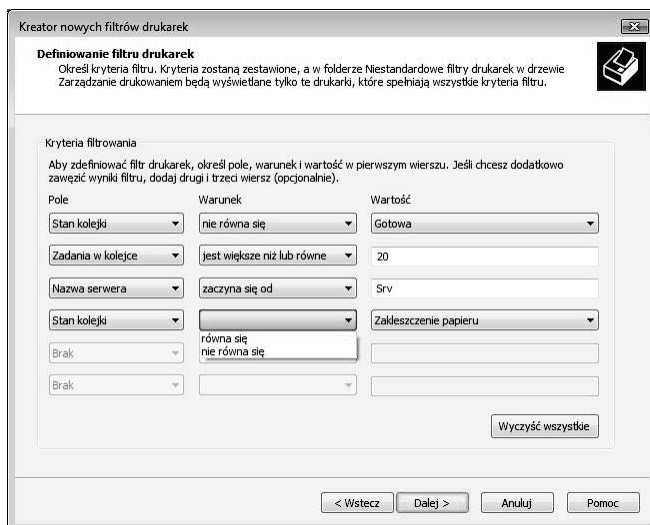 Kreator nowych filtrów drukarek
Definiowanie filtru drukarek
Określ kryteria filtru. Kryteria zostaną zestawione, a w folderze Niestandardowe filtry drukarek w drzewie
Zarządzanie drukowaniem będą wyświetlane tylko te drukarki, które spełniają wszystkie kryteria filtru.
Kryteria filtrowania
Aby zdefiniować filtr drukarek, określ pole, warunek i wartość w pierwszym wierszu. Jeśli chcesz dodatkowo
zawęzić wyniki filtru, dodaj drugi i trzeci wiersz (opcjonalnie).
Pole Warunek Wartość
Stan kolejki nie równa się Gotowa
Zadania w kolejce jest większe niż lub równe 20
Nazwa serwera zaczyna się od Srv
Stan kolejki Zakleszczenie papieru
równa się
Brak nie równa się
Brak
Wyczyść wszystkie
< Wstecz Dalej > Anuluj Pomoc